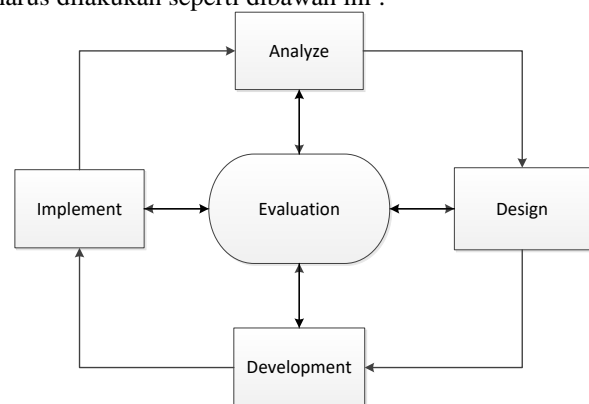 harus dilakukan seperti dibawah ini :
Analyze
Implement
Evaluation
Design
Development